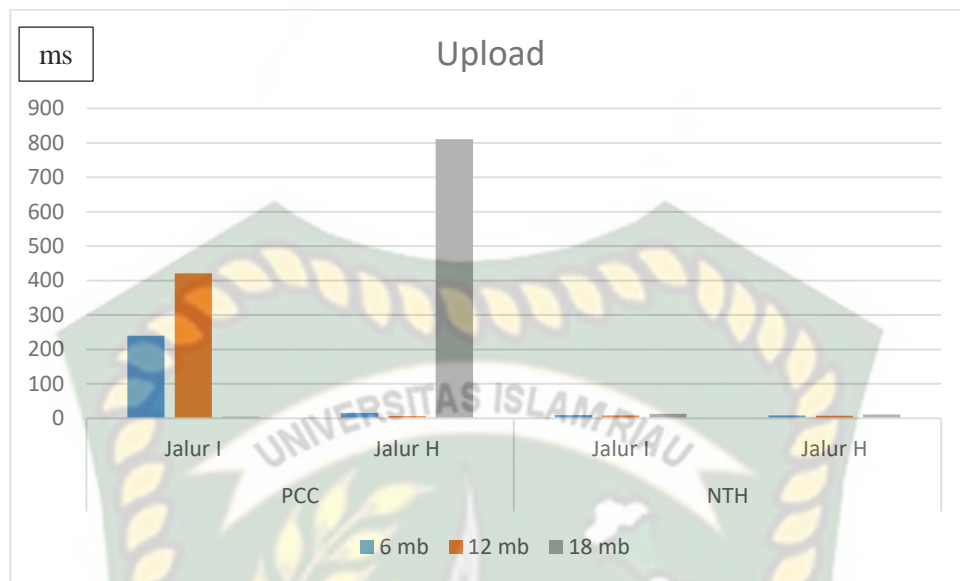 ms
Upload
900
800
700
600
500
400
300
200
100
0
Jalur I
Jalur H
Jalur I
Jalur H
PCC
NTH
UNIVERSITAS ISLAM RIAU
6 mb
12 mb
18 mb